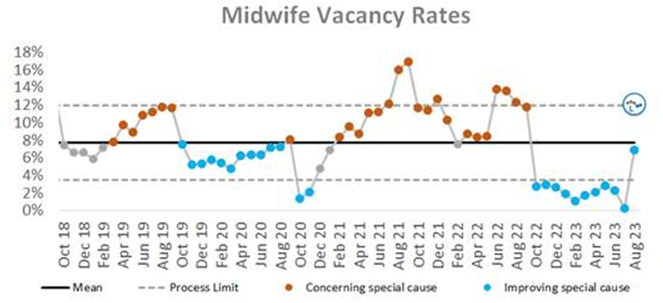 Midwife Vacancy Rates
18%
16%
14%
12%
10%
8%
6%
4%
2%
0%
Oct 18
Dec 18
Feb 19
Apr 19
Jun 19
Aug 19
Oct 19
Dec 19
Feb 20
Apr 20
Jun 20
Aug 20
Oct 20
Dec 20
Feb 21
Apr 21
Jun 21
Aug 21
Oct 21
Dec 21
Feb 22
Apr 22
Jun 22
Aug 22
Oct 22
Dec 22
Feb 23
Apr 23
Jun 23
Aug 23
Mean
Process Limit
Concerning special cause
Improving special cause